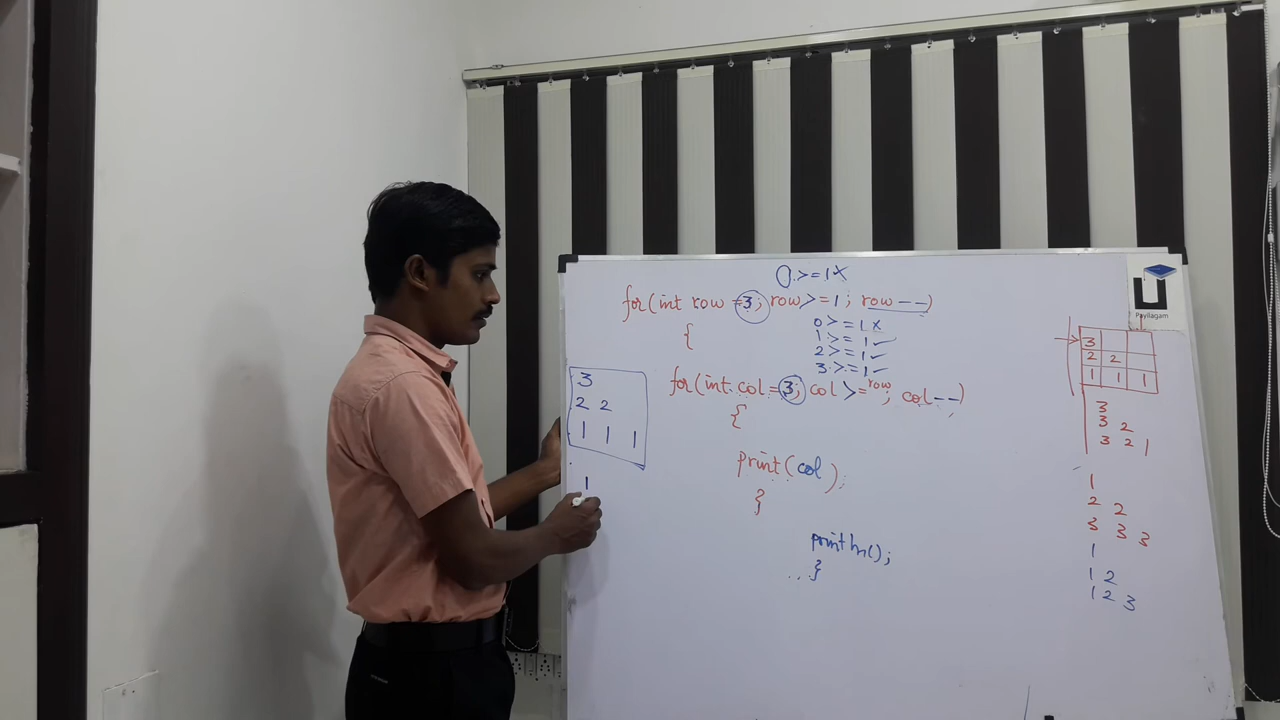 0 >= 1 x
for(int row = 3; row >= 1; row --)
{
0 >= 1 x
1 >= 1 ✓
2 >= 1 ✓
3 >= 1 ✓
for(int col = 3; col >= row; col --)
{
print(col);
}
println();
}
3
2 2
1 1 1
1
Payilagam
3
2 2
1 1 1
3
3 2
3 2 1
1
2 2
3 3 3
1
1 2
1 2 3